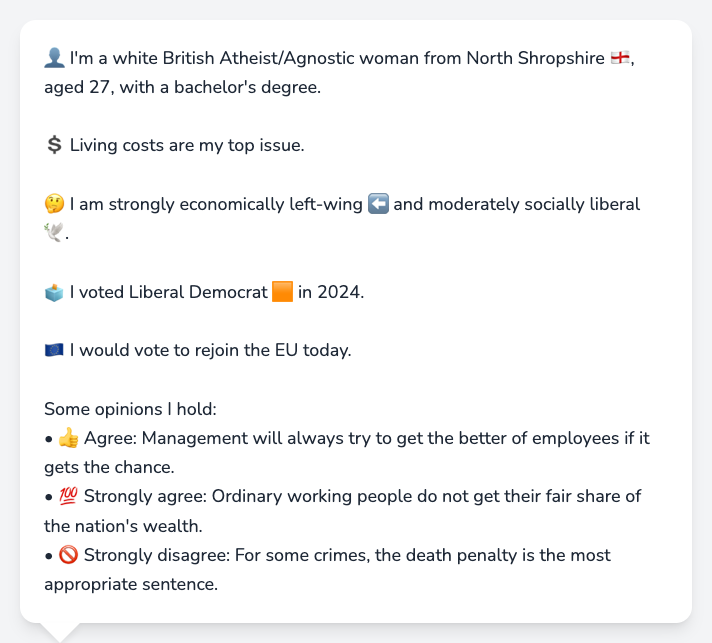 👤 I'm a white British Atheist/Agnostic woman from North Shropshire 🏴󠁧󠁢󠁥󠁮󠁧󠁿,
aged 27, with a bachelor's degree.
💲 Living costs are my top issue.
🤔 I am strongly economically left-wing ⬅️ and moderately socially liberal
🕊️.
🗳️ I voted Liberal Democrat 🟧 in 2024.
🇪🇺 I would vote to rejoin the EU today.
Some opinions I hold:
• 👍 Agree: Management will always try to get the better of employees if it
gets the chance.
• 💯 Strongly agree: Ordinary working people do not get their fair share of
the nation's wealth.
• 🚫 Strongly disagree: For some crimes, the death penalty is the most
appropriate sentence.